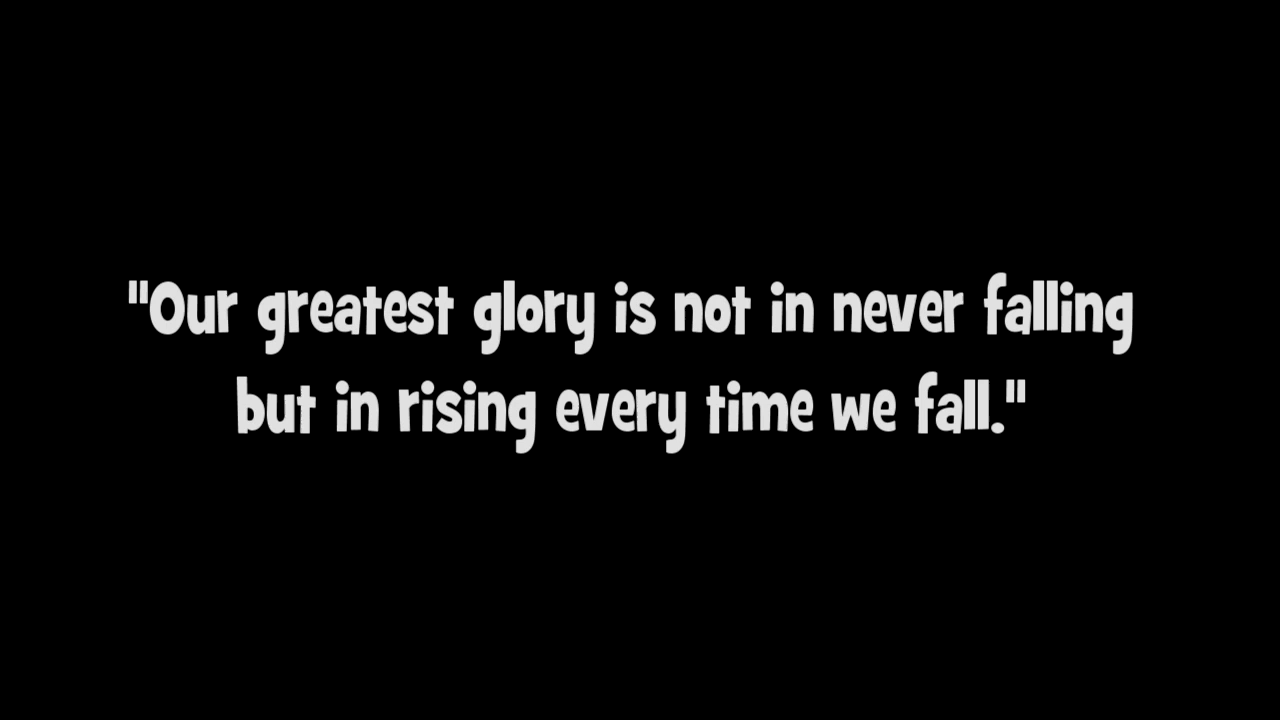 "Our greatest glory is not in never falling
but in rising every time we fall."